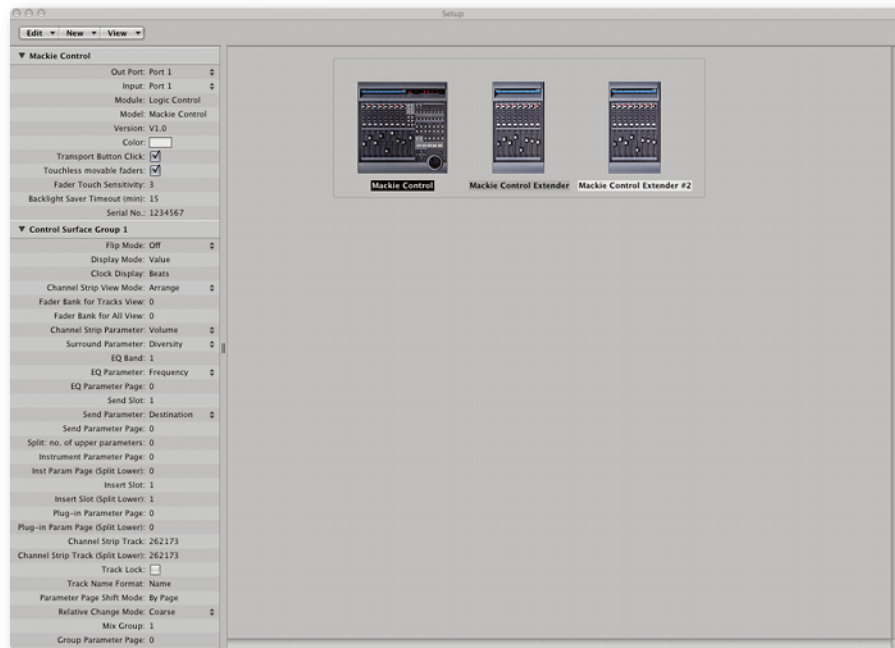 Setup
Edit New View
Mackie Control
Out Port: Port 1
Input: Port 1
Module: Logic Control
Model: Mackie Control
Version: V1.0
Color:
Transport Button Click:
Touchless movable faders:
Fader Touch Sensitivity: 3
Backlight Saver Timeout (min): 15
Serial No.: 1234567
Control Surface Group 1
Flip Mode: Off
Display Mode: Value
Clock Display: Beats
Channel Strip View Mode: Arrange
Fader Bank for Tracks View: 0
Fader Bank for All View: 0
Channel Strip Parameter: Volume
Surround Parameter: Diversity
EQ Band: 1
EQ Parameter: Frequency
EQ Parameter Page: 0
Send Slot: 1
Send Parameter: Destination
Send Parameter Page: 0
Split: no. of upper parameters: 0
Instrument Parameter Page: 0
Inst Param Page (Split Lower): 0
Insert Slot: 1
Insert Slot (Split Lower): 1
Plug-in Parameter Page: 0
Plug-in Param Page (Split Lower): 0
Channel Strip Track: 262173
Channel Strip Track (Split Lower): 262173
Track Lock:
Track Name Format: Name
Parameter Page Shift Mode: By Page
Relative Change Mode: Coarse
Mix Group: 1
Group Parameter Page: 0
Mackie Control
Mackie Control Extender
Mackie Control Extender #2